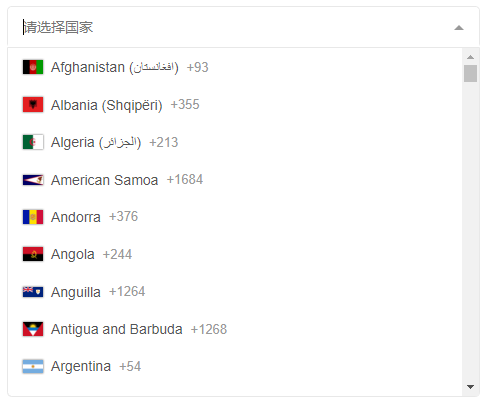 请选择国家
Afghanistan (‫افغانستان‬‎) +93
Albania (Shqipëri) +355
Algeria (‫الجزائر‬‎) +213
American Samoa +1684
Andorra +376
Angola +244
Anguilla +1264
Antigua and Barbuda +1268
Argentina +54